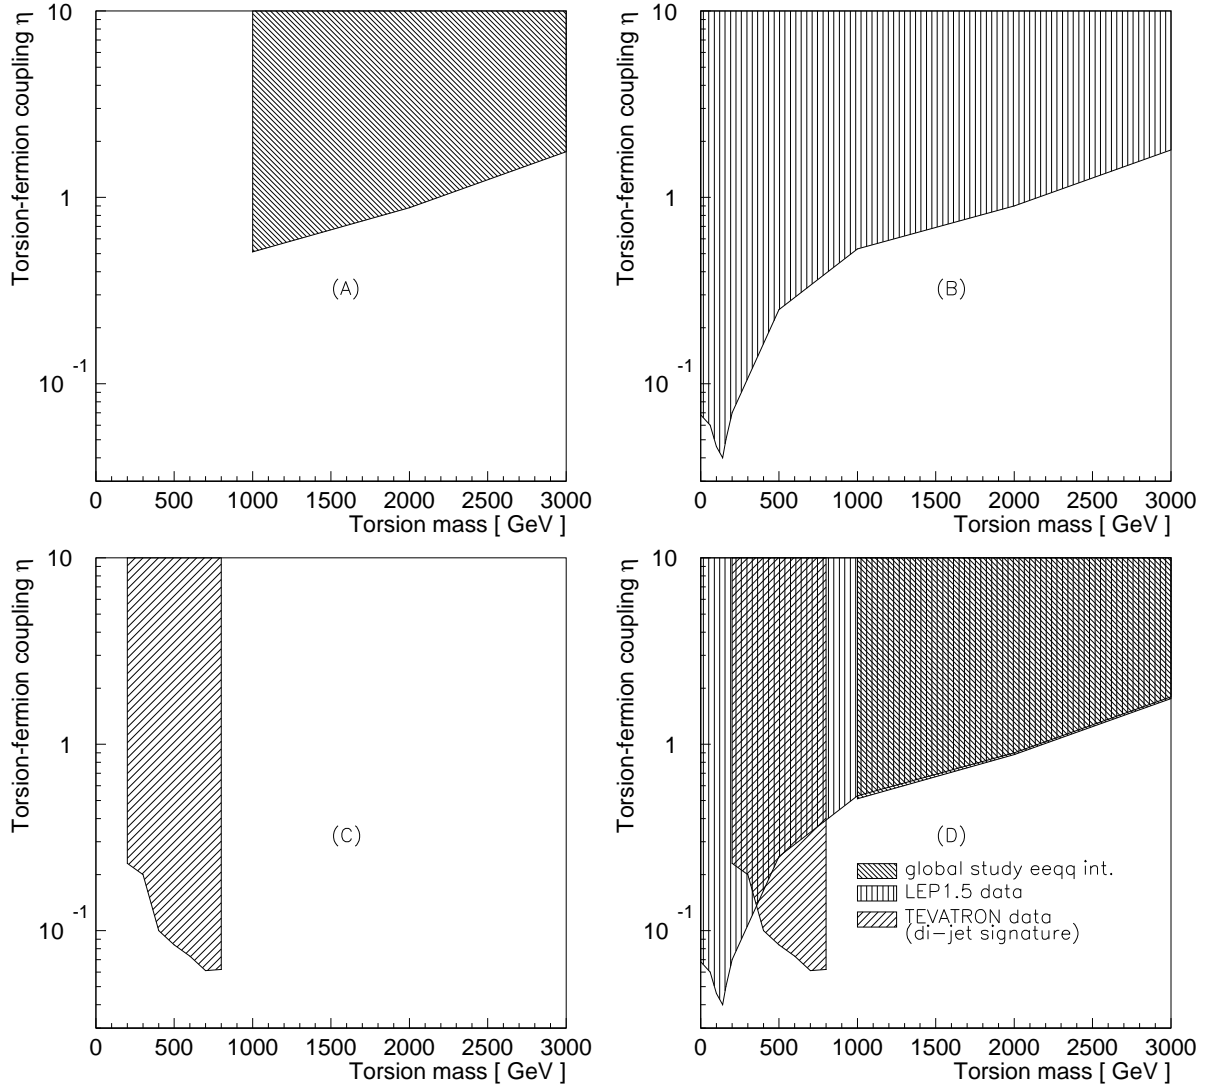 Torsion-fermion coupling η
10
1
10 -1
(A)
0 500 1000 1500 2000 2500 3000
Torsion mass [ GeV ]
Torsion-fermion coupling η
10
1
10 -1
(B)
0 500 1000 1500 2000 2500 3000
Torsion mass [ GeV ]
Torsion-fermion coupling η
10
1
10 -1
(C)
0 500 1000 1500 2000 2500 3000
Torsion mass [ GeV ]
Torsion-fermion coupling η
10
1
10 -1
(D)
global study eeqq int.
LEP1.5 data
TEVATRON data
(di-jet signature)
0 500 1000 1500 2000 2500 3000
Torsion mass [ GeV ]